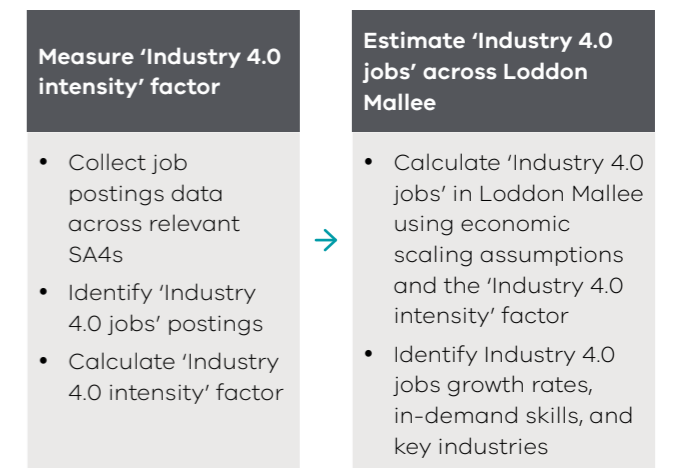 Measure ‘Industry 4.0
intensity’ factor
• Collect job
postings data
across relevant
SA4s
• Identify ‘Industry
4.0 jobs’ postings
• Calculate ‘Industry
4.0 intensity’ factor
→
Estimate ‘Industry 4.0
jobs’ across Loddon
Mallee
• Calculate ‘Industry 4.0
jobs’ in Loddon Mallee
using economic
scaling assumptions
and the ‘Industry 4.0
intensity’ factor
• Identify Industry 4.0
jobs growth rates,
in-demand skills, and
key industries